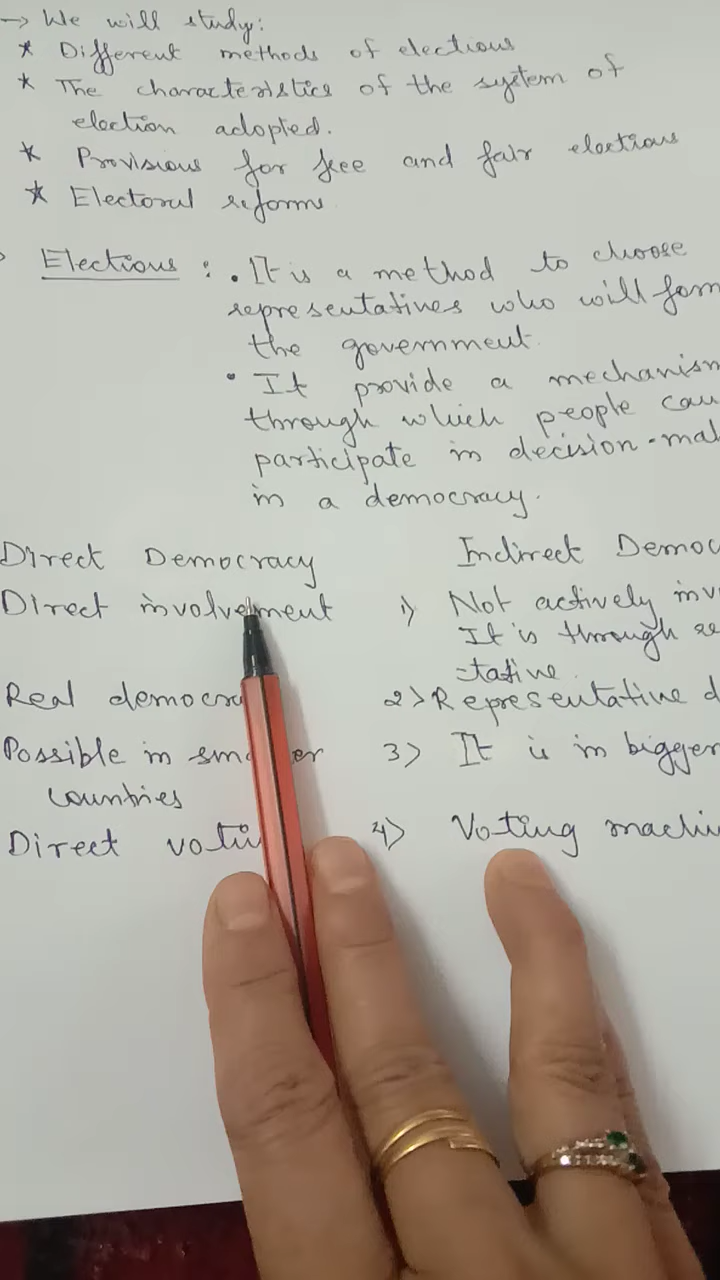 → We will study:
* Different methods of elections
* The characteristics of the system of
election adopted.
* Provisions for free and fair elections
* Electoral reforms
Elections : • It is a method to choose
representatives who will form
the government.
• It provide a mechanism
through which people can
participate in decision-mak
in a democracy.
Direct Democracy Indirect Democ
Direct involvement 1) Not actively inv
It is through re
=tative.
Real democra 2) Representative d
Possible in sm er 3) It is in bigger
countries
Direct voti 4) Voting machin